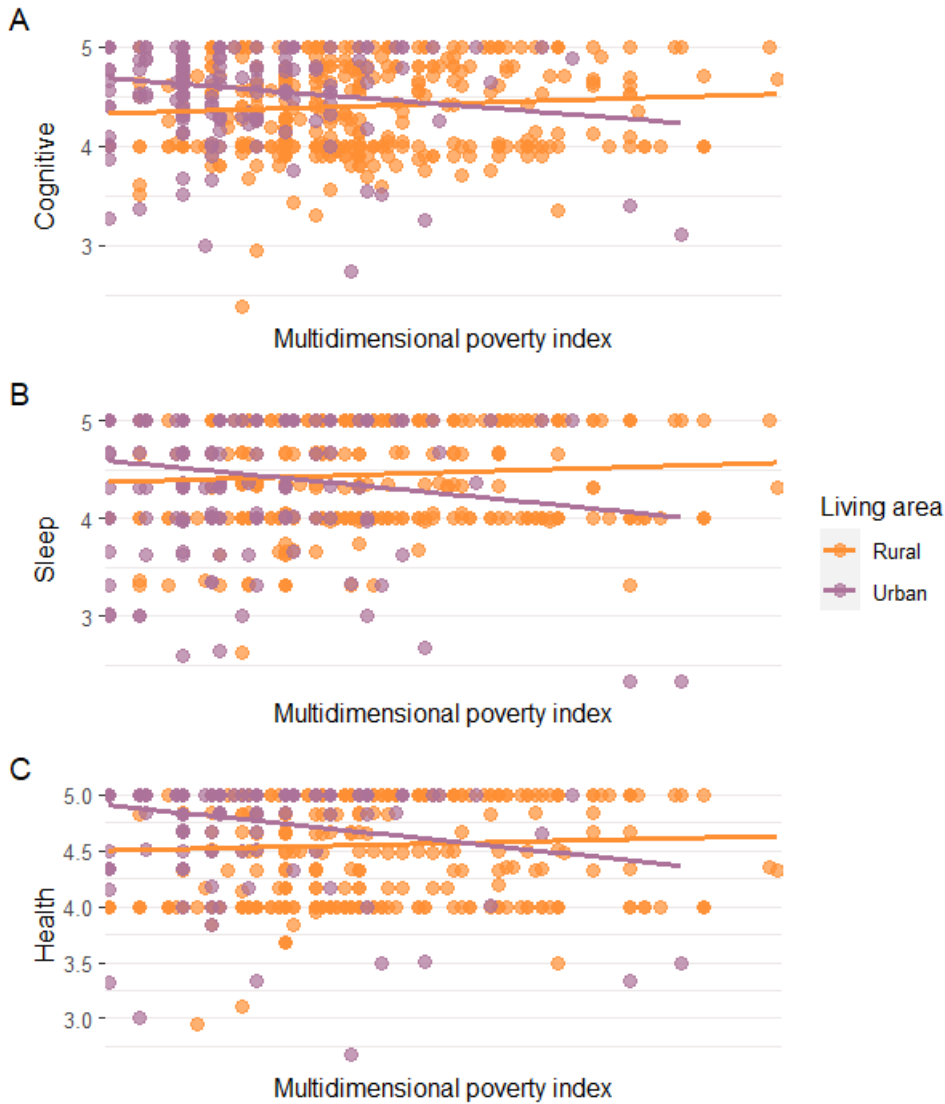 A
5
4
3
Cognitive
Multidimensional poverty index
B
5
4
3
Sleep
Multidimensional poverty index
Living area
Rural
Urban
C
5.0
4.5
4.0
3.5
3.0
Health
Multidimensional poverty index